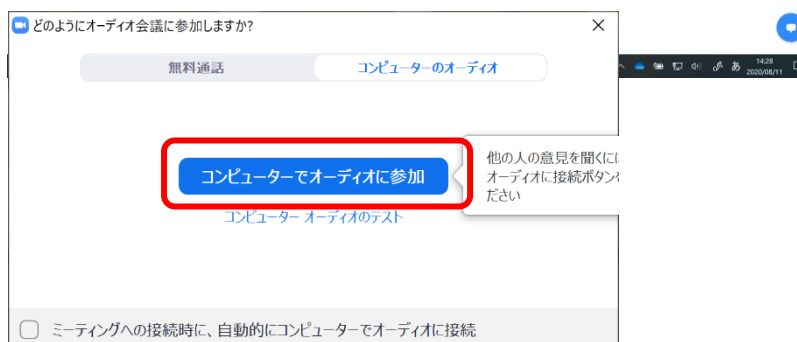 どのようにオーディオ会議に参加しますか?
無料通話
コンピューターのオーディオ
あ
14:28
2020/08/11
コンピューターでオーディオに参加
他の人の意見を聞くに
オーディオに接続ボタン
ださい
コンピューター オーディオのテスト
ミーティングへの接続時に、自動的にコンピューターでオーディオに接続